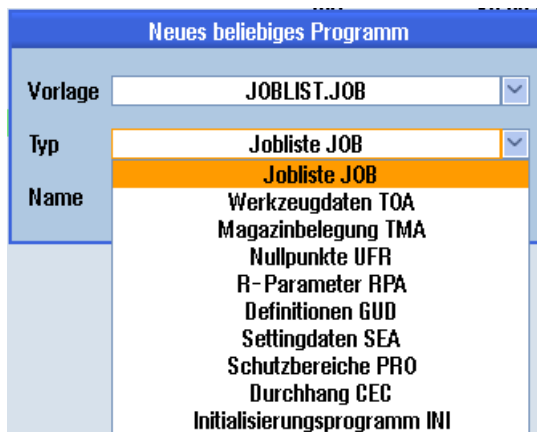 Neues beliebiges Programm
Vorlage JOBLIST.JOB
Typ Jobliste JOB
Name
Jobliste JOB
Werkzeugdaten TOA
Magazinbelegung TMA
Nullpunkte UFR
R-Parameter RPA
Definitionen GUD
Settingdaten SEA
Schutzbereiche PRO
Durchhang CEC
Initialisierungsprogramm INI